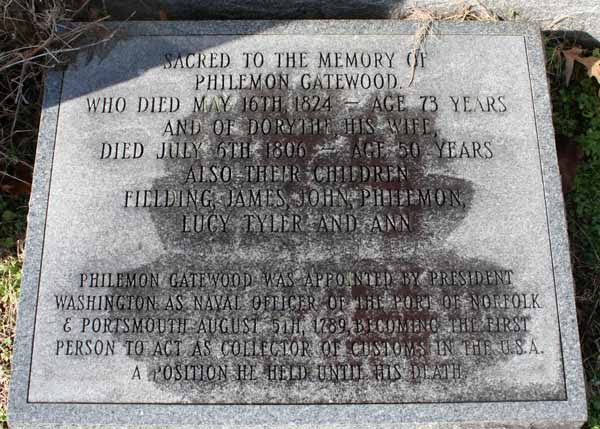 SACRED TO THE MEMORY OF
PHILEMON GATEWOOD.
WHO DIED MAY 16TH 1824 – AGE 73 YEARS
AND OF DORYTHE HIS WIFE,
DIED JULY 6TH 1806 – AGE 50 YEARS
ALSO THEIR CHILDREN
FIELDING, JAMES, JOHN, PHILEMON,
LUCY TYLER AND ANN
PHILEMON GATEWOOD WAS APPOINTED BY PRESIDENT
WASHINGTON AS NAVAL OFFICER OF THE PORT OF NORFOLK
& PORTSMOUTH AUGUST 5TH, 1789, BECOMING THE FIRST
PERSON TO ACT AS COLLECTOR OF CUSTOMS IN THE U.S.A.
A POSITION HE HELD UNTIL HIS DEATH.